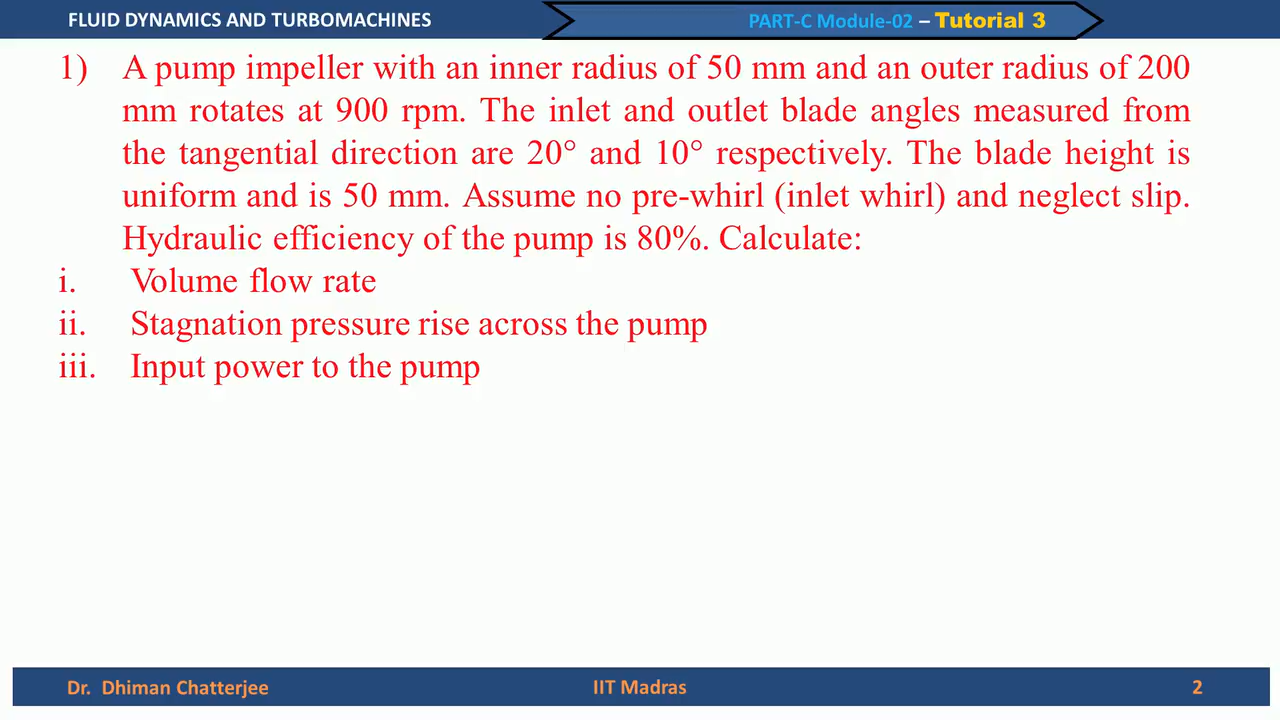 FLUID DYNAMICS AND TURBOMACHINES
PART-C Module-02 – Tutorial 3
1) A pump impeller with an inner radius of 50 mm and an outer radius of 200
mm rotates at 900 rpm. The inlet and outlet blade angles measured from
the tangential direction are 20° and 10° respectively. The blade height is
uniform and is 50 mm. Assume no pre-whirl (inlet whirl) and neglect slip.
Hydraulic efficiency of the pump is 80%. Calculate:
i. Volume flow rate
ii. Stagnation pressure rise across the pump
iii. Input power to the pump
Dr. Dhiman Chatterjee
IIT Madras
2